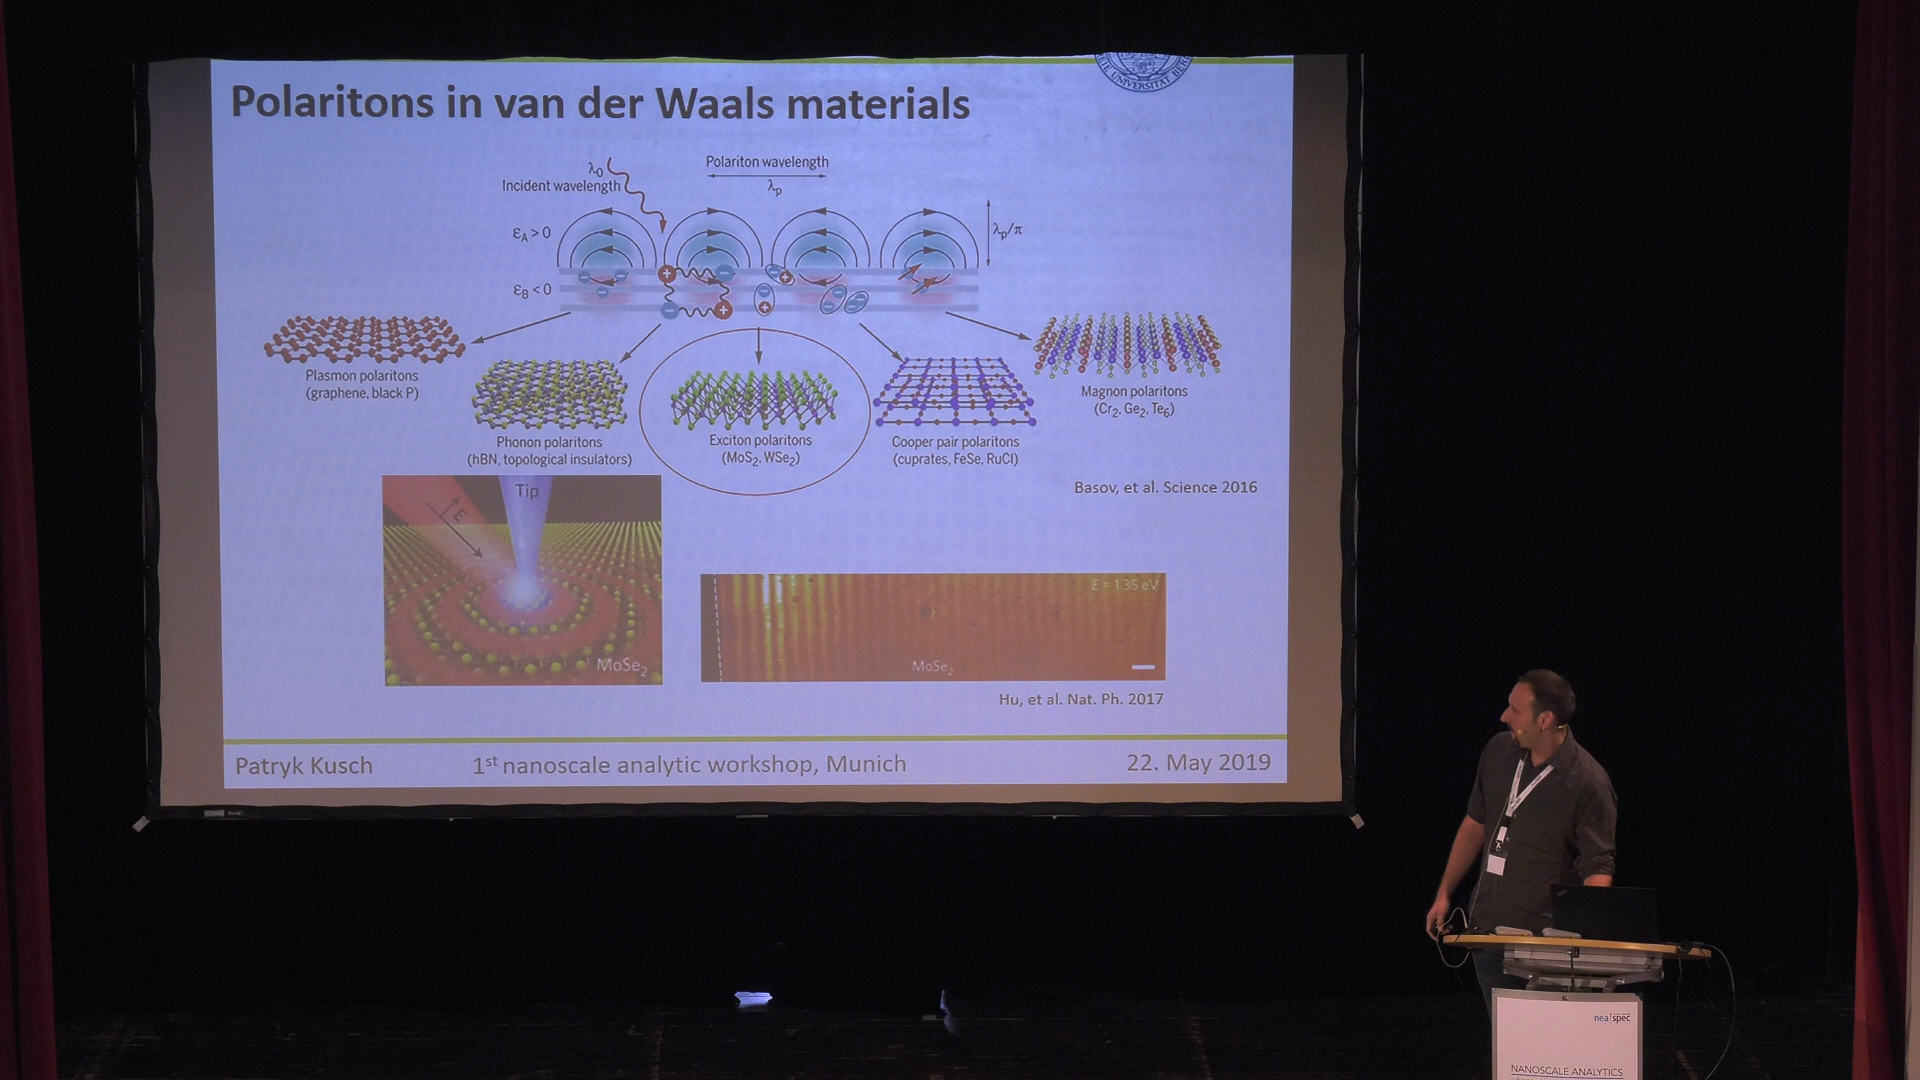 Polaritons in van der Waals materials
λ0
Incident wavelength
Polariton wavelength
λp
εA > 0
λp/π
εB < 0
Plasmon polaritons
(graphene, black P)
Phonon polaritons
(hBN, topological insulators)
Exciton polaritons
(MoS2, WSe2)
Cooper pair polaritons
(cuprates, FeSe, RuCl)
Magnon polaritons
(Cr2, Ge2, Te6)
Basov, et al. Science 2016
Tip
E
MoSe2
E = 1.35 eV
MoSe2
Hu, et al. Nat. Ph. 2017
Patryk Kusch
1st nanoscale analytic workshop, Munich
22. May 2019
nea|spec
NANOSCALE ANALYTICS